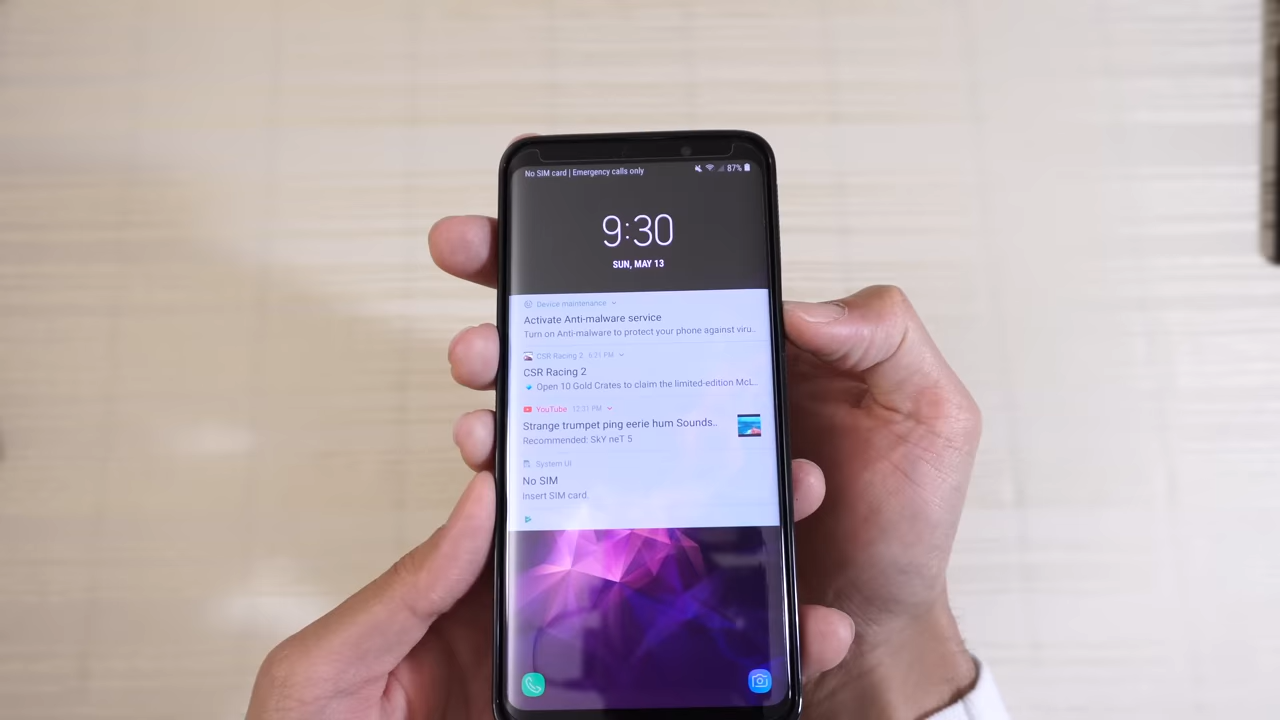 No SIM card | Emergency calls only
87%
9:30
SUN, MAY 13
Device maintenance
Activate Anti-malware service
Turn on Anti-malware to protect your phone against viru..
CSR Racing 2 6:21 PM
CSR Racing 2
Open 10 Gold Crates to claim the limited-edition McL..
YouTube 12:31 PM
Strange trumpet ping eerie hum Sounds..
Recommended: SkY neT 5
System UI
No SIM
Insert SIM card.